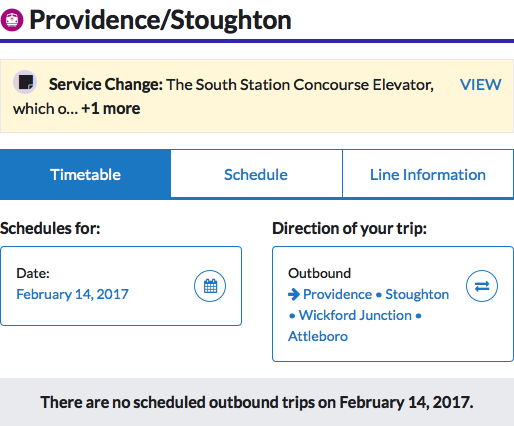 Providence/Stoughton
Service Change: The South Station Concourse Elevator, VIEW
which o... +1 more
Timetable Schedule Line Information
Schedules for:
Date:
February 14, 2017
Direction of your trip:
Outbound
Providence • Stoughton
• Wickford Junction •
Attleboro
There are no scheduled outbound trips on February 14, 2017.